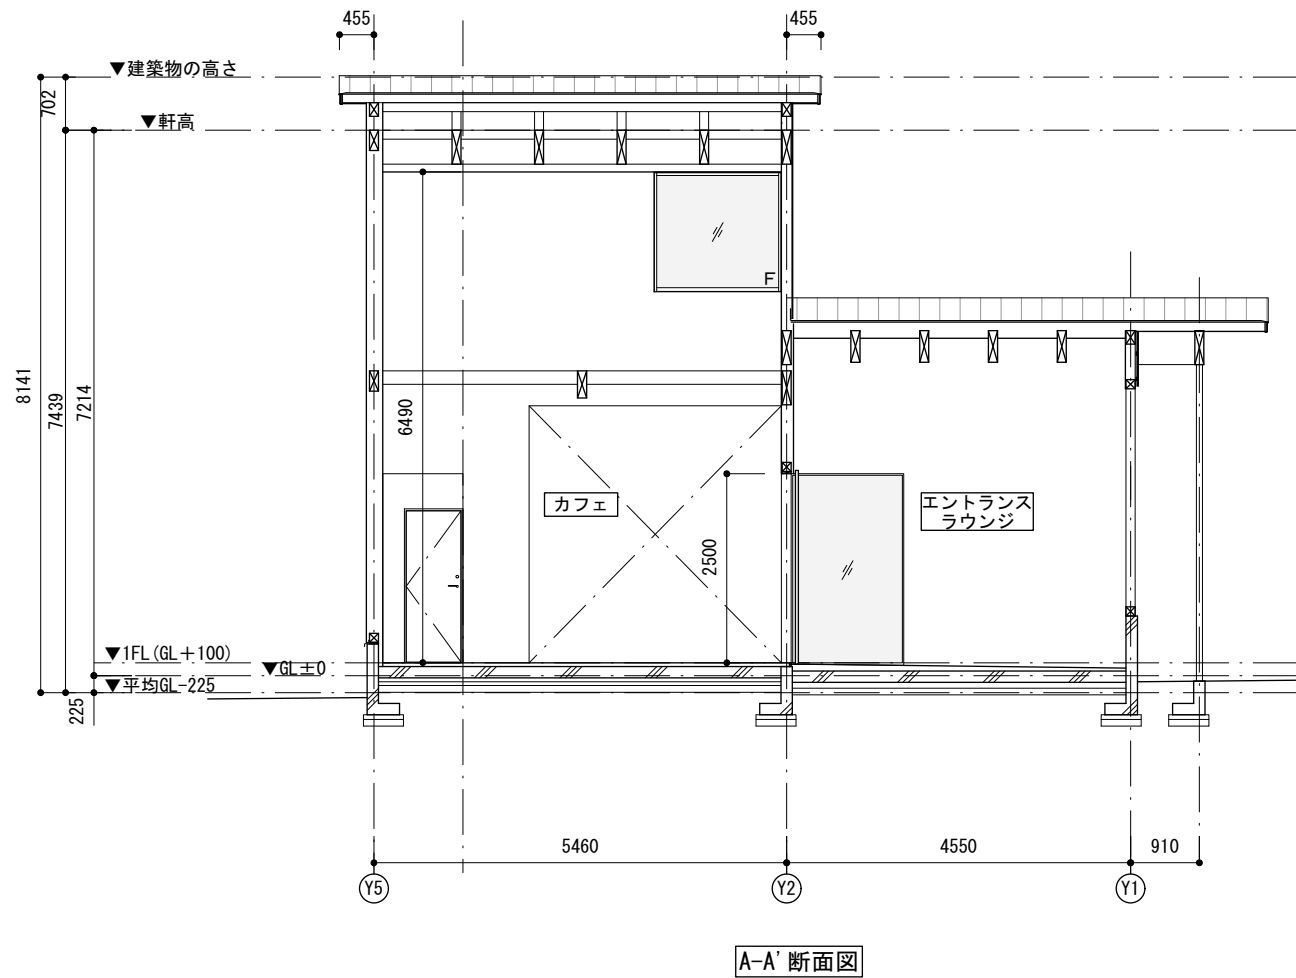 455
455
▼建築物の高さ
702
▼軒高
8141
7439
7214
6490
F
カフェ
エントランス
ラウンジ
2500
▼1FL(GL+100)
▼GL±0
▼平均GL-225
225
5460
4550
910
Y5
Y2
Y1
A-A' 断面図